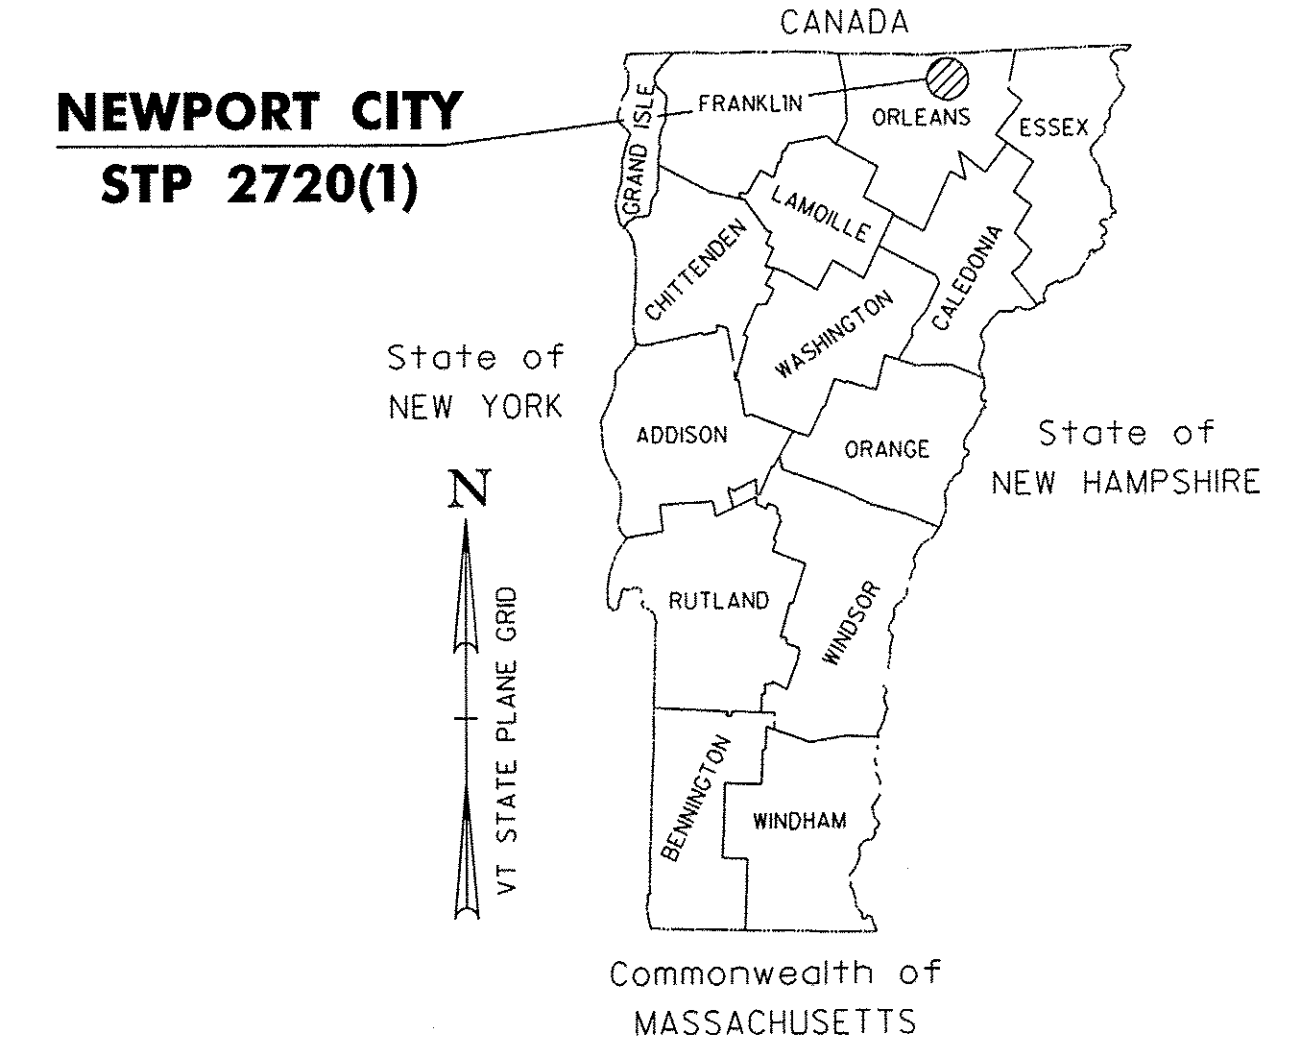 CANADA
NEWPORT CITY
STP 2720(1)
GRAND ISLE
FRANKLIN
ORLEANS
ESSEX
LAMOILLE
CHITTENDEN
CALEDONIA
WASHINGTON
State of
NEW YORK
ADDISON
ORANGE
State of
NEW HAMPSHIRE
N
VT STATE PLANE GRID
RUTLAND
WINDSOR
BENNINGTON
WINDHAM
Commonwealth of
MASSACHUSETTS